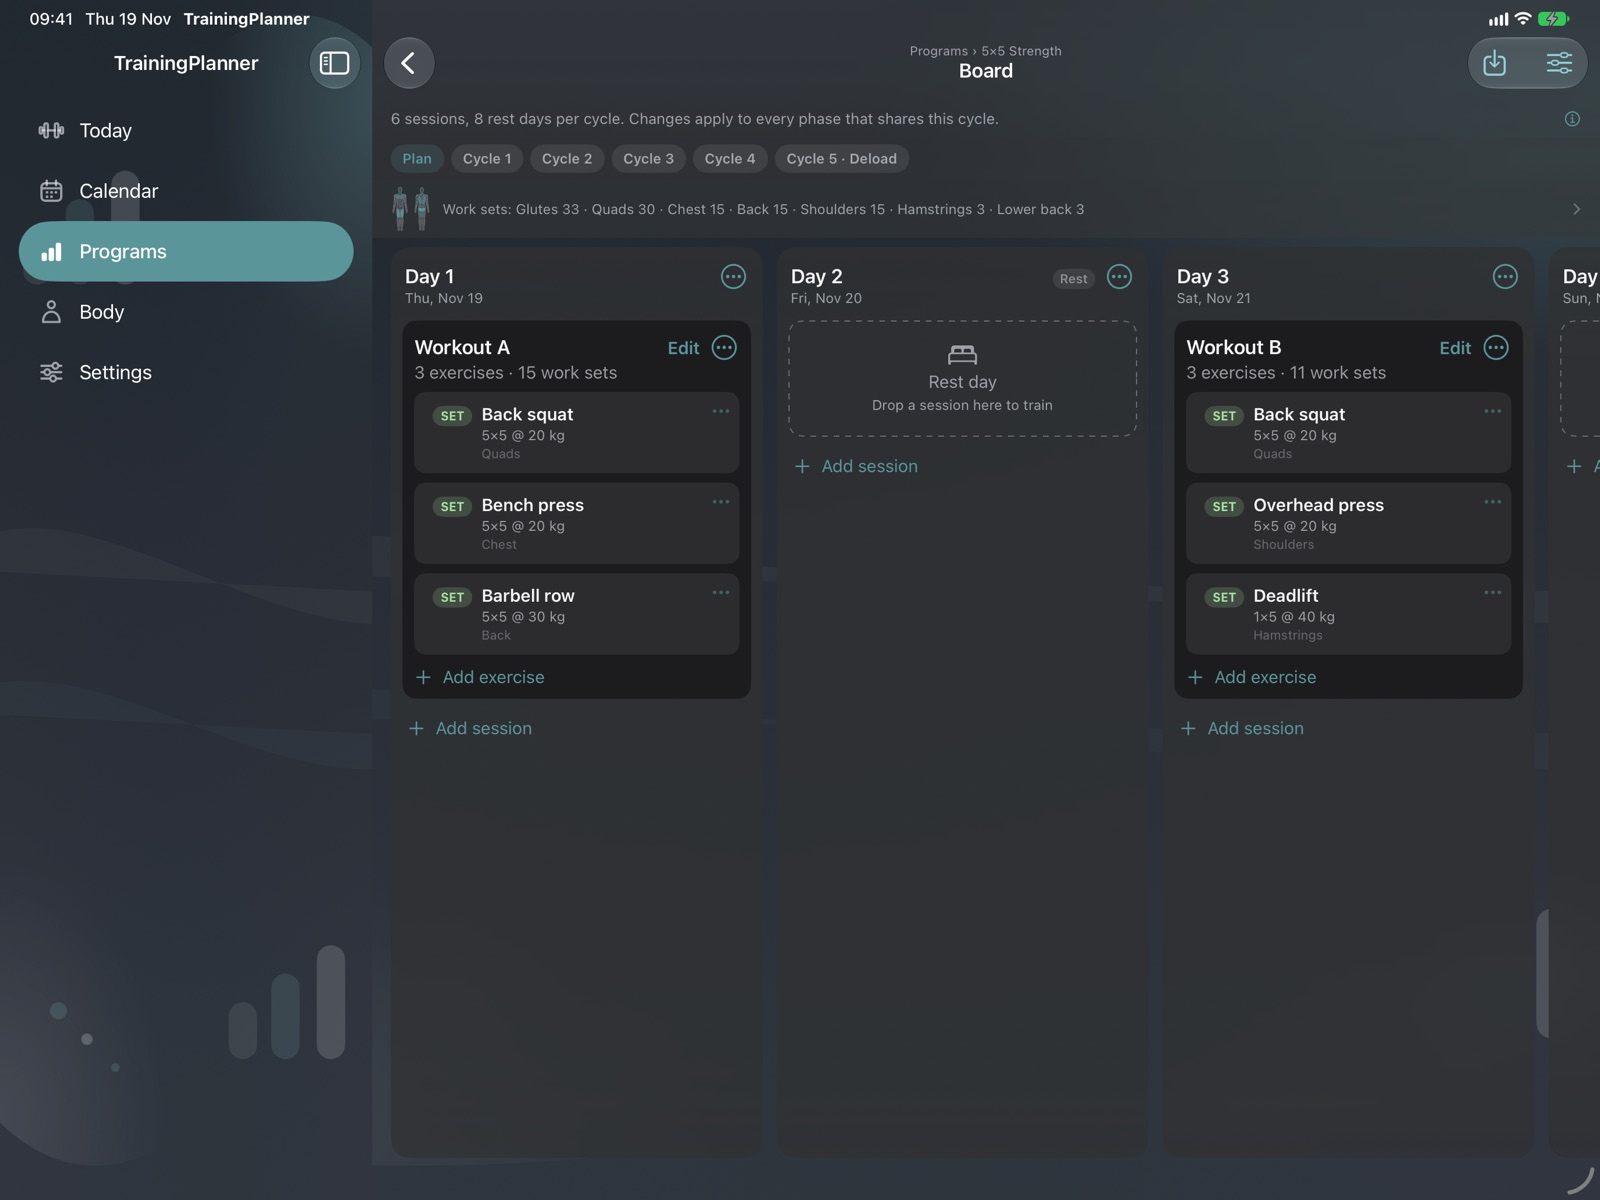 09:41 Thu 19 Nov TrainingPlanner
TrainingPlanner
Today
Calendar
Programs
Body
Settings
Programs › 5×5 Strength
Board
6 sessions, 8 rest days per cycle. Changes apply to every phase that shares this cycle.
Plan
Cycle 1
Cycle 2
Cycle 3
Cycle 4
Cycle 5 · Deload
Work sets: Glutes 33 · Quads 30 · Chest 15 · Back 15 · Shoulders 15 · Hamstrings 3 · Lower back 3
Day 1
Thu, Nov 19
Workout A
Edit
3 exercises · 15 work sets
SET Back squat
5×5 @ 20 kg
Quads
SET Bench press
5×5 @ 20 kg
Chest
SET Barbell row
5×5 @ 30 kg
Back
+ Add exercise
+ Add session
Day 2
Rest
Fri, Nov 20
Rest day
Drop a session here to train
+ Add session
Day 3
Sat, Nov 21
Workout B
Edit
3 exercises · 11 work sets
SET Back squat
5×5 @ 20 kg
Quads
SET Overhead press
5×5 @ 20 kg
Shoulders
SET Deadlift
1×5 @ 40 kg
Hamstrings
+ Add exercise
+ Add session
Day
Sun,
+